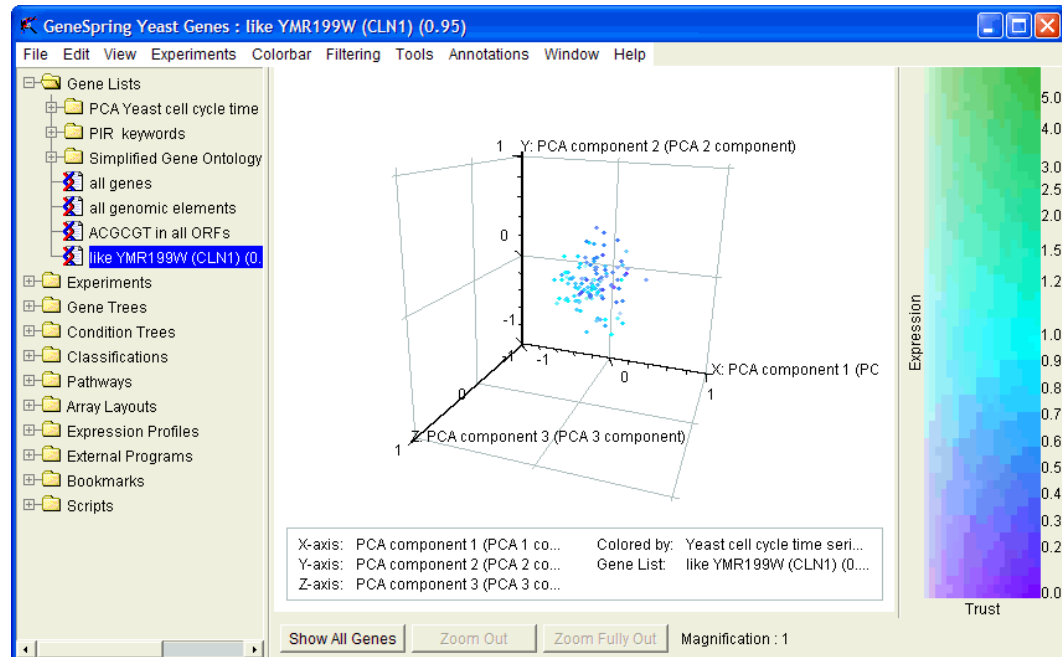 GeneSpring Yeast Genes : like YMR199W (CLN1) (0.95)
File Edit View Experiments Colorbar Filtering Tools Annotations Window Help
Gene Lists
PCA Yeast cell cycle time
PIR keywords
Simplified Gene Ontology
all genes
all genomic elements
ACGCGT in all ORFs
like YMR199W (CLN1) (0.
Experiments
Gene Trees
Condition Trees
Classifications
Pathways
Array Layouts
Expression Profiles
External Programs
Bookmarks
Scripts
1 Y: PCA component 2 (PCA 2 component)
0
-1
-1 -1
0
0
X: PCA component 1 (PC
1
Z: PCA component 3 (PCA 3 component)
1
X-axis: PCA component 1 (PCA 1 co...
Y-axis: PCA component 2 (PCA 2 co...
Z-axis: PCA component 3 (PCA 3 co...
Colored by: Yeast cell cycle time seri...
Gene List: like YMR199W (CLN1) (0....
Show All Genes Zoom Out Zoom Fully Out Magnification : 1
Expression
5.0
4.0
3.0
2.5
2.0
1.5
1.2
1.0
0.9
0.8
0.7
0.6
0.5
0.4
0.3
0.2
0.0
Trust